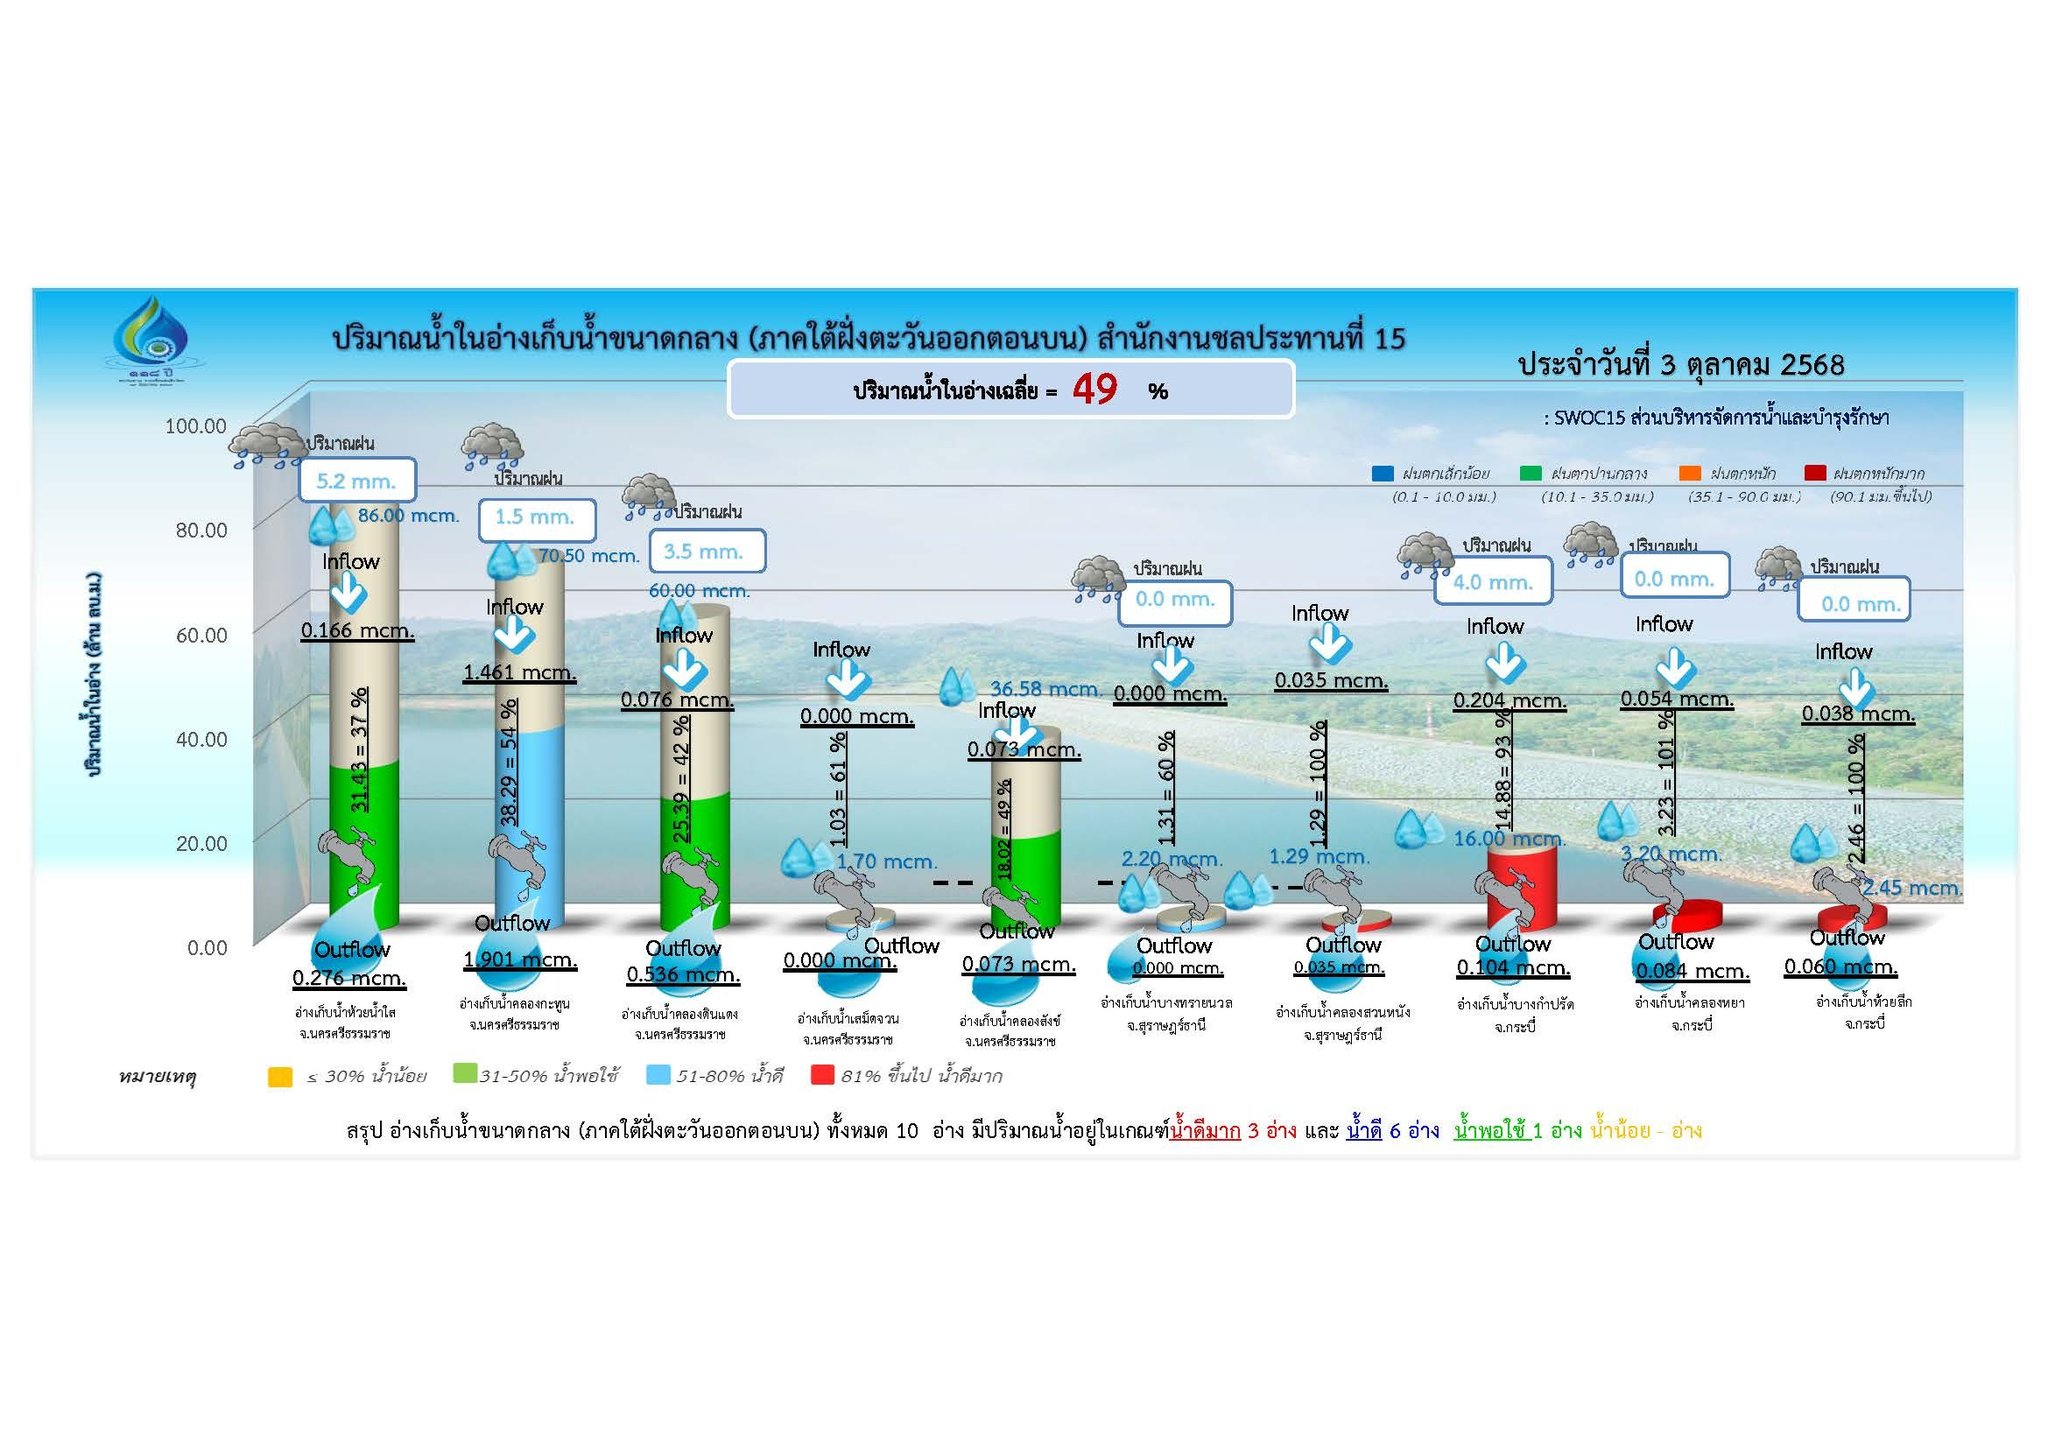 ปริมาณน้ำในอ่างเก็บน้ำขนาดกลาง (ภาคใต้ฝั่งตะวันออกตอนบน) สำนักงานชลประทานที่ 15
ประจำวันที่ 3 ตุลาคม 2568
ปริมาณน้ำในอ่างเฉลี่ย = 49 %
๑๑๘ ปี
: SWOC15 ส่วนบริหารจัดการน้ำและบำรุงรักษา
ฝนตกเล็กน้อย
(0.1 - 10.0 มม.)
ฝนตกปานกลาง
(10.1 - 35.0 มม.)
ฝนตกหนัก
(35.1 - 90.0 มม.)
ฝนตกหนักมาก
(90.1 มม.ขึ้นไป)
ปริมาณน้ำในอ่าง (ล้าน ลบ.ม.)
100.00
80.00
60.00
40.00
20.00
0.00
ปริมาณฝน
5.2 mm.
86.00 mcm.
Inflow
0.166 mcm.
31.43 = 37 %
Outflow
0.276 mcm.
อ่างเก็บน้ำห้วยน้ำใส
จ.นครศรีธรรมราช
ปริมาณฝน
1.5 mm.
70.50 mcm.
Inflow
1.461 mcm.
38.29 = 54 %
Outflow
1.901 mcm.
อ่างเก็บน้ำคลองกะทูน
จ.นครศรีธรรมราช
ปริมาณฝน
3.5 mm.
60.00 mcm.
Inflow
0.076 mcm.
25.39 = 42 %
Outflow
0.536 mcm.
อ่างเก็บน้ำคลองดินแดง
จ.นครศรีธรรมราช
Inflow
0.000 mcm.
1.03 = 61 %
1.70 mcm.
Outflow
0.000 mcm.
อ่างเก็บน้ำเสม็ดจวน
จ.นครศรีธรรมราช
36.58 mcm.
Inflow
0.073 mcm.
18.02 = 49 %
Outflow
0.073 mcm.
อ่างเก็บน้ำคลองสังข์
จ.นครศรีธรรมราช
ปริมาณฝน
0.0 mm.
Inflow
0.000 mcm.
1.31 = 60 %
2.20 mcm.
Outflow
0.000 mcm.
อ่างเก็บน้ำบางทรายนวล
จ.สุราษฎร์ธานี
Inflow
0.035 mcm.
1.29 = 100 %
1.29 mcm.
Outflow
0.035 mcm.
อ่างเก็บน้ำคลองสวนหนัง
จ.สุราษฎร์ธานี
ปริมาณฝน
4.0 mm.
Inflow
0.204 mcm.
14.88= 93 %
16.00 mcm.
Outflow
0.104 mcm.
อ่างเก็บน้ำบางกำปรัด
จ.กระบี่
ปริมาณฝน
0.0 mm.
Inflow
0.054 mcm.
3.23 = 101 %
3.20 mcm.
Outflow
0.084 mcm.
อ่างเก็บน้ำคลองหยา
จ.กระบี่
ปริมาณฝน
0.0 mm.
Inflow
0.038 mcm.
2.46 = 100 %
2.45 mcm.
Outflow
0.060 mcm.
อ่างเก็บน้ำห้วยลึก
จ.กระบี่
หมายเหตุ ≤ 30% น้ำน้อย 31-50% น้ำพอใช้ 51-80% น้ำดี 81% ขึ้นไป น้ำดีมาก
สรุป อ่างเก็บน้ำขนาดกลาง (ภาคใต้ฝั่งตะวันออกตอนบน) ทั้งหมด 10 อ่าง มีปริมาณน้ำอยู่ในเกณฑ์น้ำดีมาก 3 อ่าง และ น้ำดี 6 อ่าง น้ำพอใช้ 1 อ่าง น้ำน้อย - อ่าง